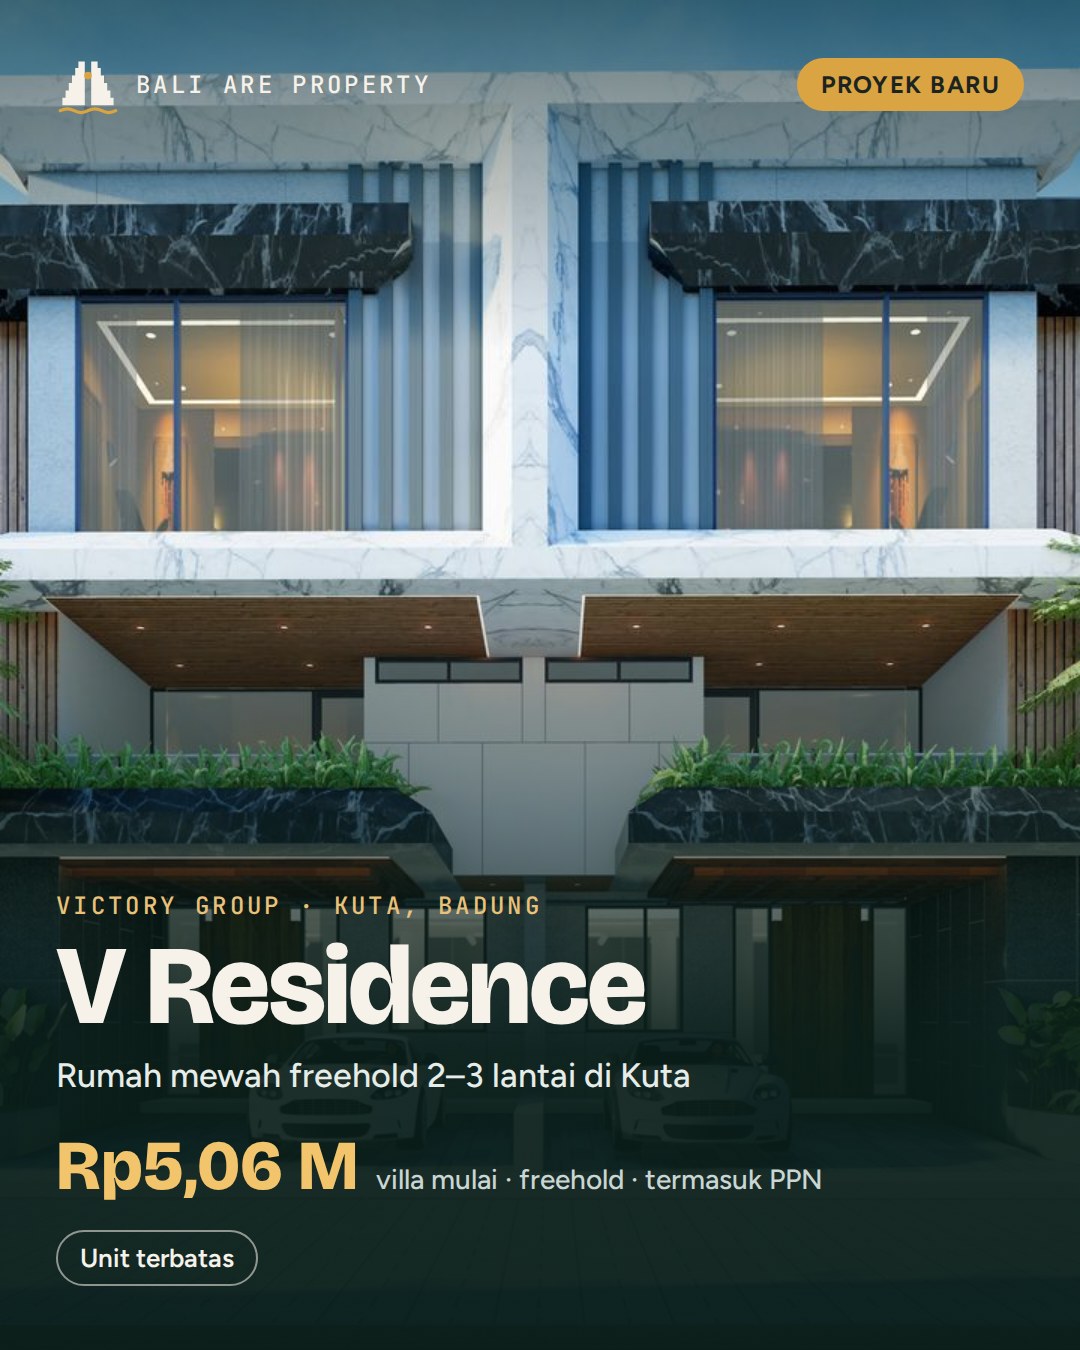 BALI ARE PROPERTY
PROYEK BARU
VICTORY GROUP · KUTA, BADUNG
V Residence
Rumah mewah freehold 2–3 lantai di Kuta
Rp5,06 M villa mulai · freehold · termasuk PPN
Unit terbatas